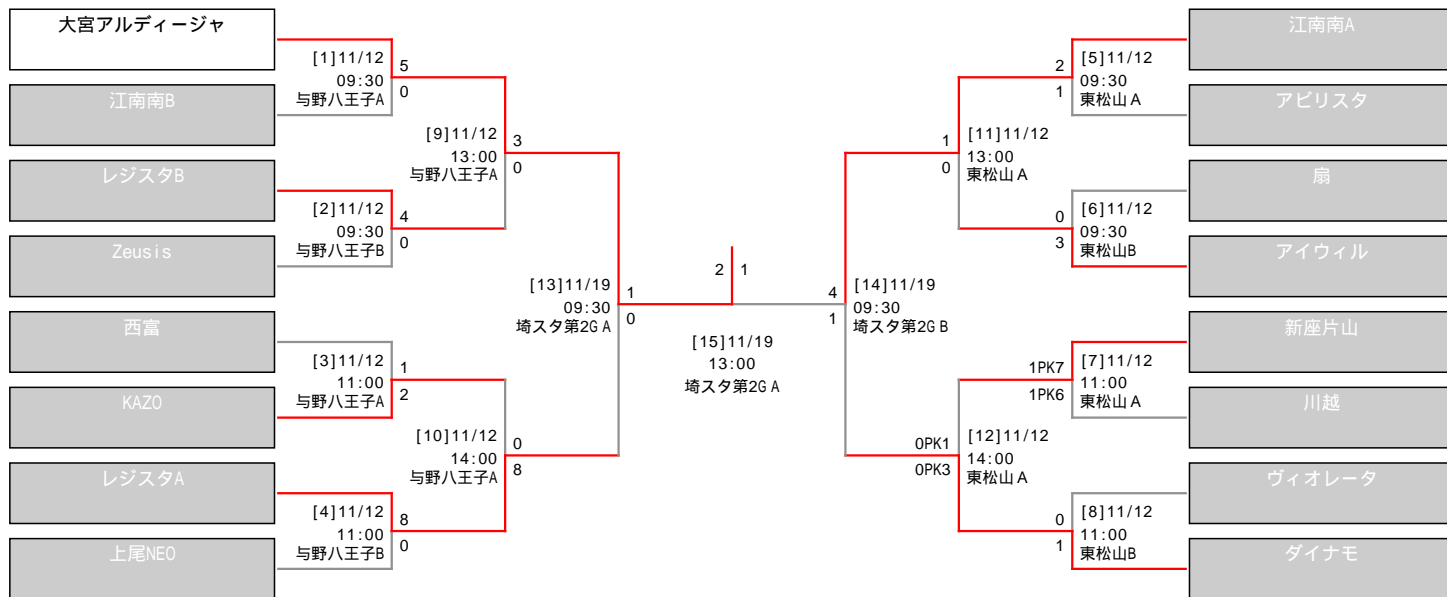 大宮アルディージャ
[1]11/12
09:30
与野八王子A
5
0
江南南B
[9]11/12
13:00
与野八王子A
3
0
レジスタB
[2]11/12
09:30
与野八王子B
4
0
Zeusis
[13]11/19
09:30
埼スタ第2G A
1
0
西富
[3]11/12
11:00
与野八王子A
1
2
KAZO
[10]11/12
14:00
与野八王子A
0
8
レジスタA
[4]11/12
11:00
与野八王子B
8
0
上尾NEO
2
1
[15]11/19
13:00
埼スタ第2G A
江南南A
2
1
[5]11/12
09:30
東松山A
アビリスタ
1
0
[11]11/12
13:00
東松山A
扇
0
3
[6]11/12
09:30
東松山B
アイウィル
4
1
[14]11/19
09:30
埼スタ第2G B
新座片山
1PK7
1PK6
[7]11/12
11:00
東松山A
川越
0PK1
0PK3
[12]11/12
14:00
東松山A
ヴィオレータ
0
1
[8]11/12
11:00
東松山B
ダイナモ